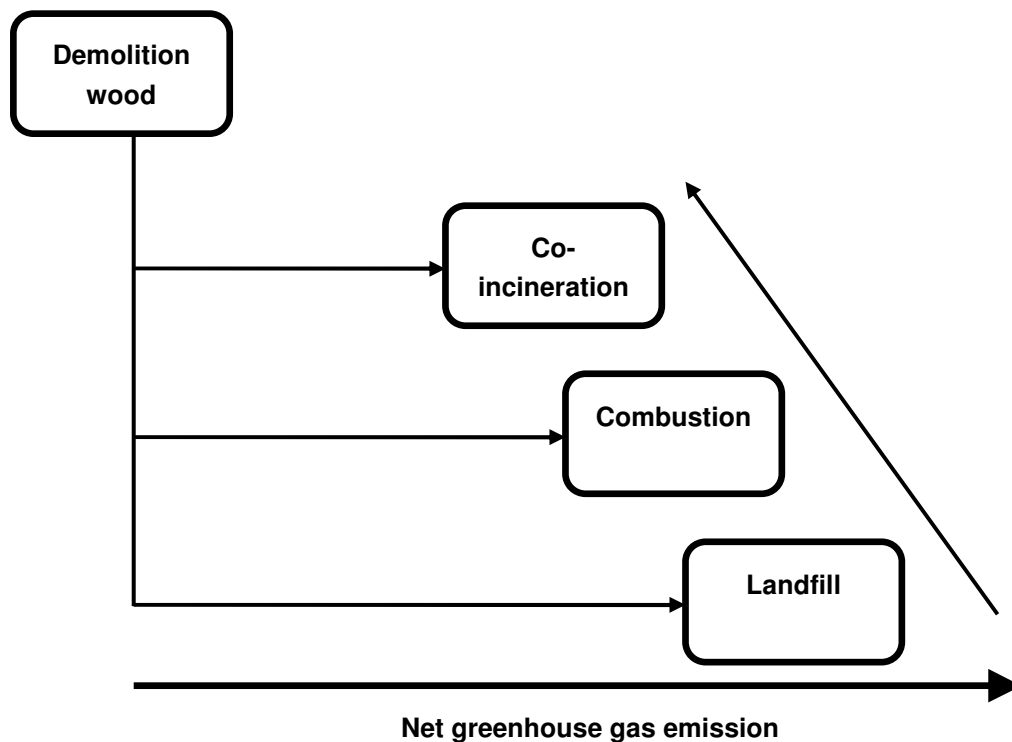 Demolition
wood
Co-
incineration
Combustion
Landfill
Net greenhouse gas emission